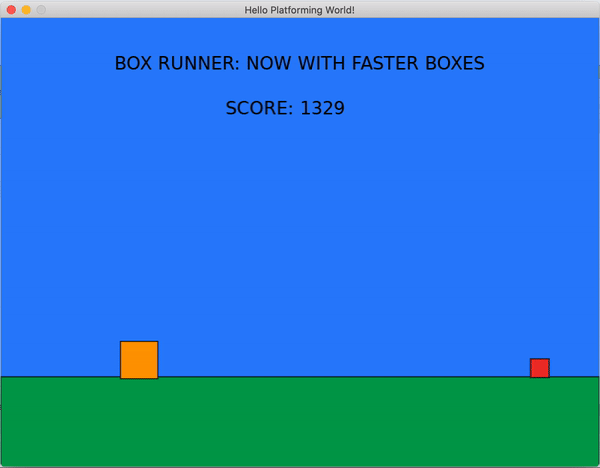 Hello Platforming World!
BOX RUNNER: NOW WITH FASTER BOXES
SCORE: 1329